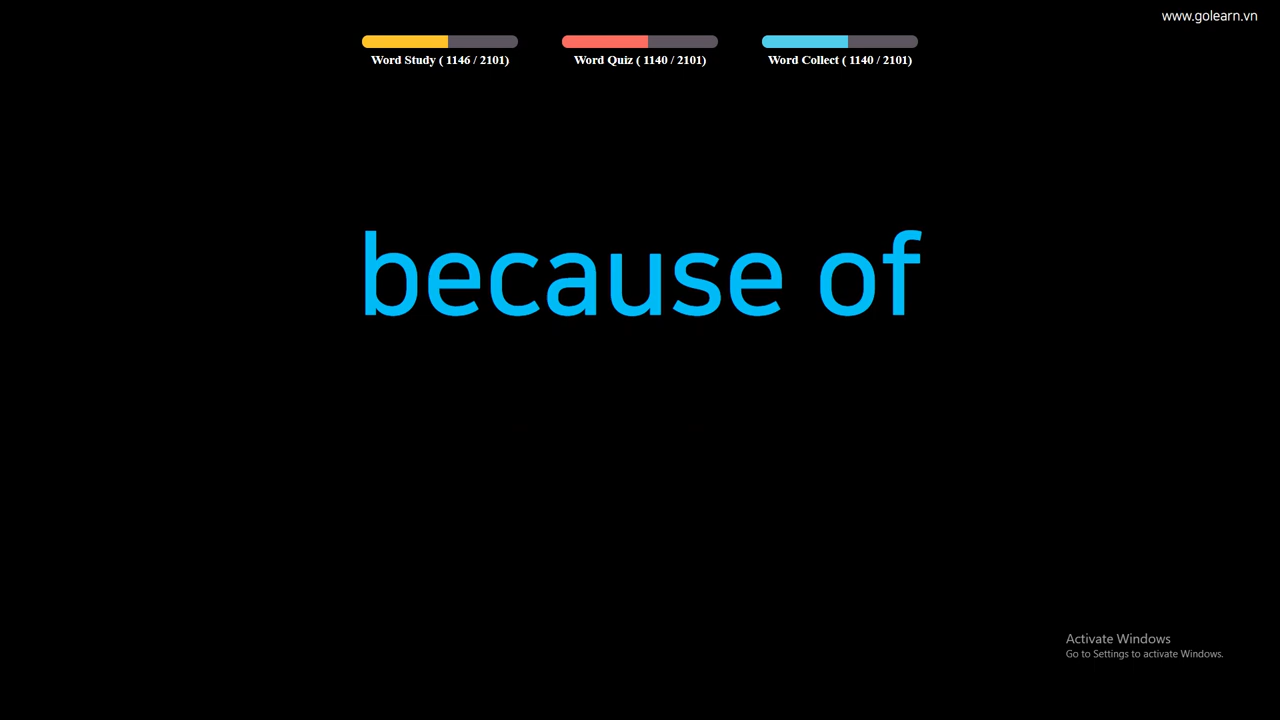 www.golearn.vn
Word Study ( 1146 / 2101)
Word Quiz ( 1140 / 2101)
Word Collect ( 1140 / 2101)
because of
Activate Windows
Go to Settings to activate Windows.